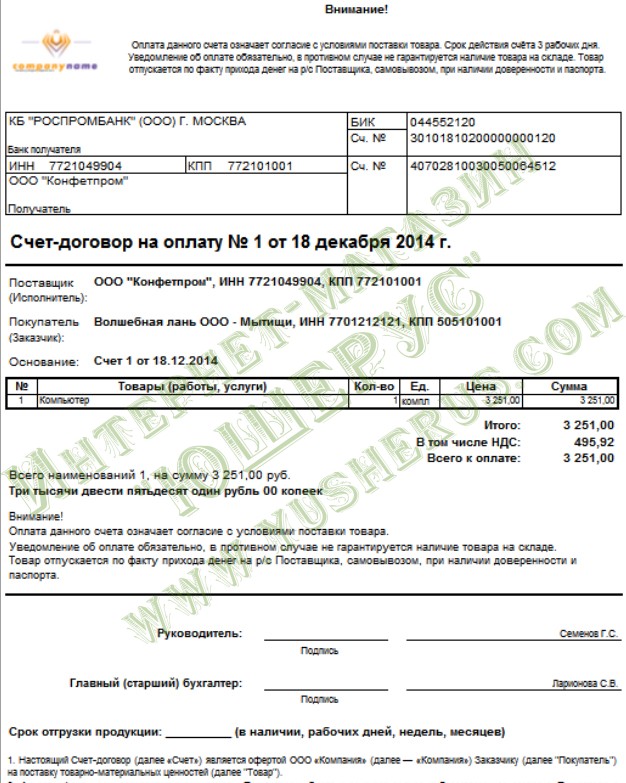 Внимание!
companyname
Оплата данного счета означает согласие с условиями поставки товара. Срок действия счёта 3 рабочих дня.
Уведомление об оплате обязательно, в противном случае не гарантируется наличие товара на складе. Товар
отпускается по факту прихода денег на р/с Поставщика, самовывозом, при наличии доверенности и паспорта.
КБ "РОСПРОМБАНК" (ООО) Г. МОСКВА БИК 044552120
Сч. № 30101810200000000120
Банк получателя
ИНН 7721049904 КПП 772101001 Сч. № 40702810030050064512
ООО "Конфетпром"
Получатель
Счет-договор на оплату № 1 от 18 декабря 2014 г.
Поставщик ООО "Конфетпром", ИНН 7721049904, КПП 772101001
(Исполнитель):
Покупатель Волшебная лань ООО - Мытищи, ИНН 7701212121, КПП 505101001
(Заказчик):
Основание: Счет 1 от 18.12.2014
№ Товары (работы, услуги) Кол-во Ед. Цена Сумма
1 Компьютер 1 компл 3 251,00 3 251,00
Итого: 3 251,00
В том числе НДС: 495,92
Всего к оплате: 3 251,00
Всего наименований 1, на сумму 3 251,00 руб.
Три тысячи двести пятьдесят один рубль 00 копеек
Внимание!
Оплата данного счета означает согласие с условиями поставки товара.
Уведомление об оплате обязательно, в противном случае не гарантируется наличие товара на складе.
Товар отпускается по факту прихода денег на р/с Поставщика, самовывозом, при наличии доверенности и
паспорта.
Интернет-магазин
"Юшерус"
www.yusherus.com
Руководитель: Семенов Г.С.
Подпись
Главный (старший) бухгалтер: Ларионова С.В.
Подпись
Срок отгрузки продукции: __________ (в наличии, рабочих дней, недель, месяцев)
1. Настоящий Счет-договор (далее «Счет») является офертой ООО «Компания» (далее — «Компания») Заказчику (далее "Покупатель")
на поставку товарно-материальных ценностей (далее "Товар").